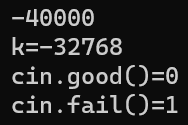 -40000
k=-32768
cin.good()=0
cin.fail()=1